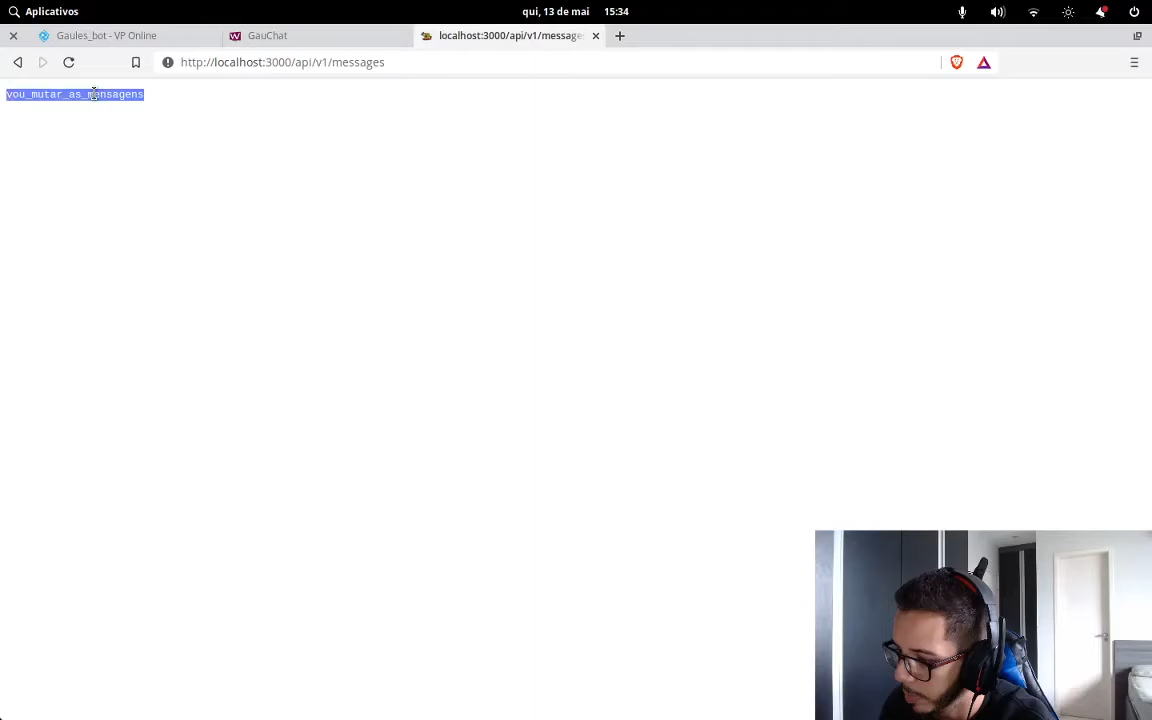 Aplicativos
qui, 13 de mai 15:34
Gaules_bot - VP Online
GauChat
localhost:3000/api/v1/message
http://localhost:3000/api/v1/messages
vou_mutar_as_mensagens